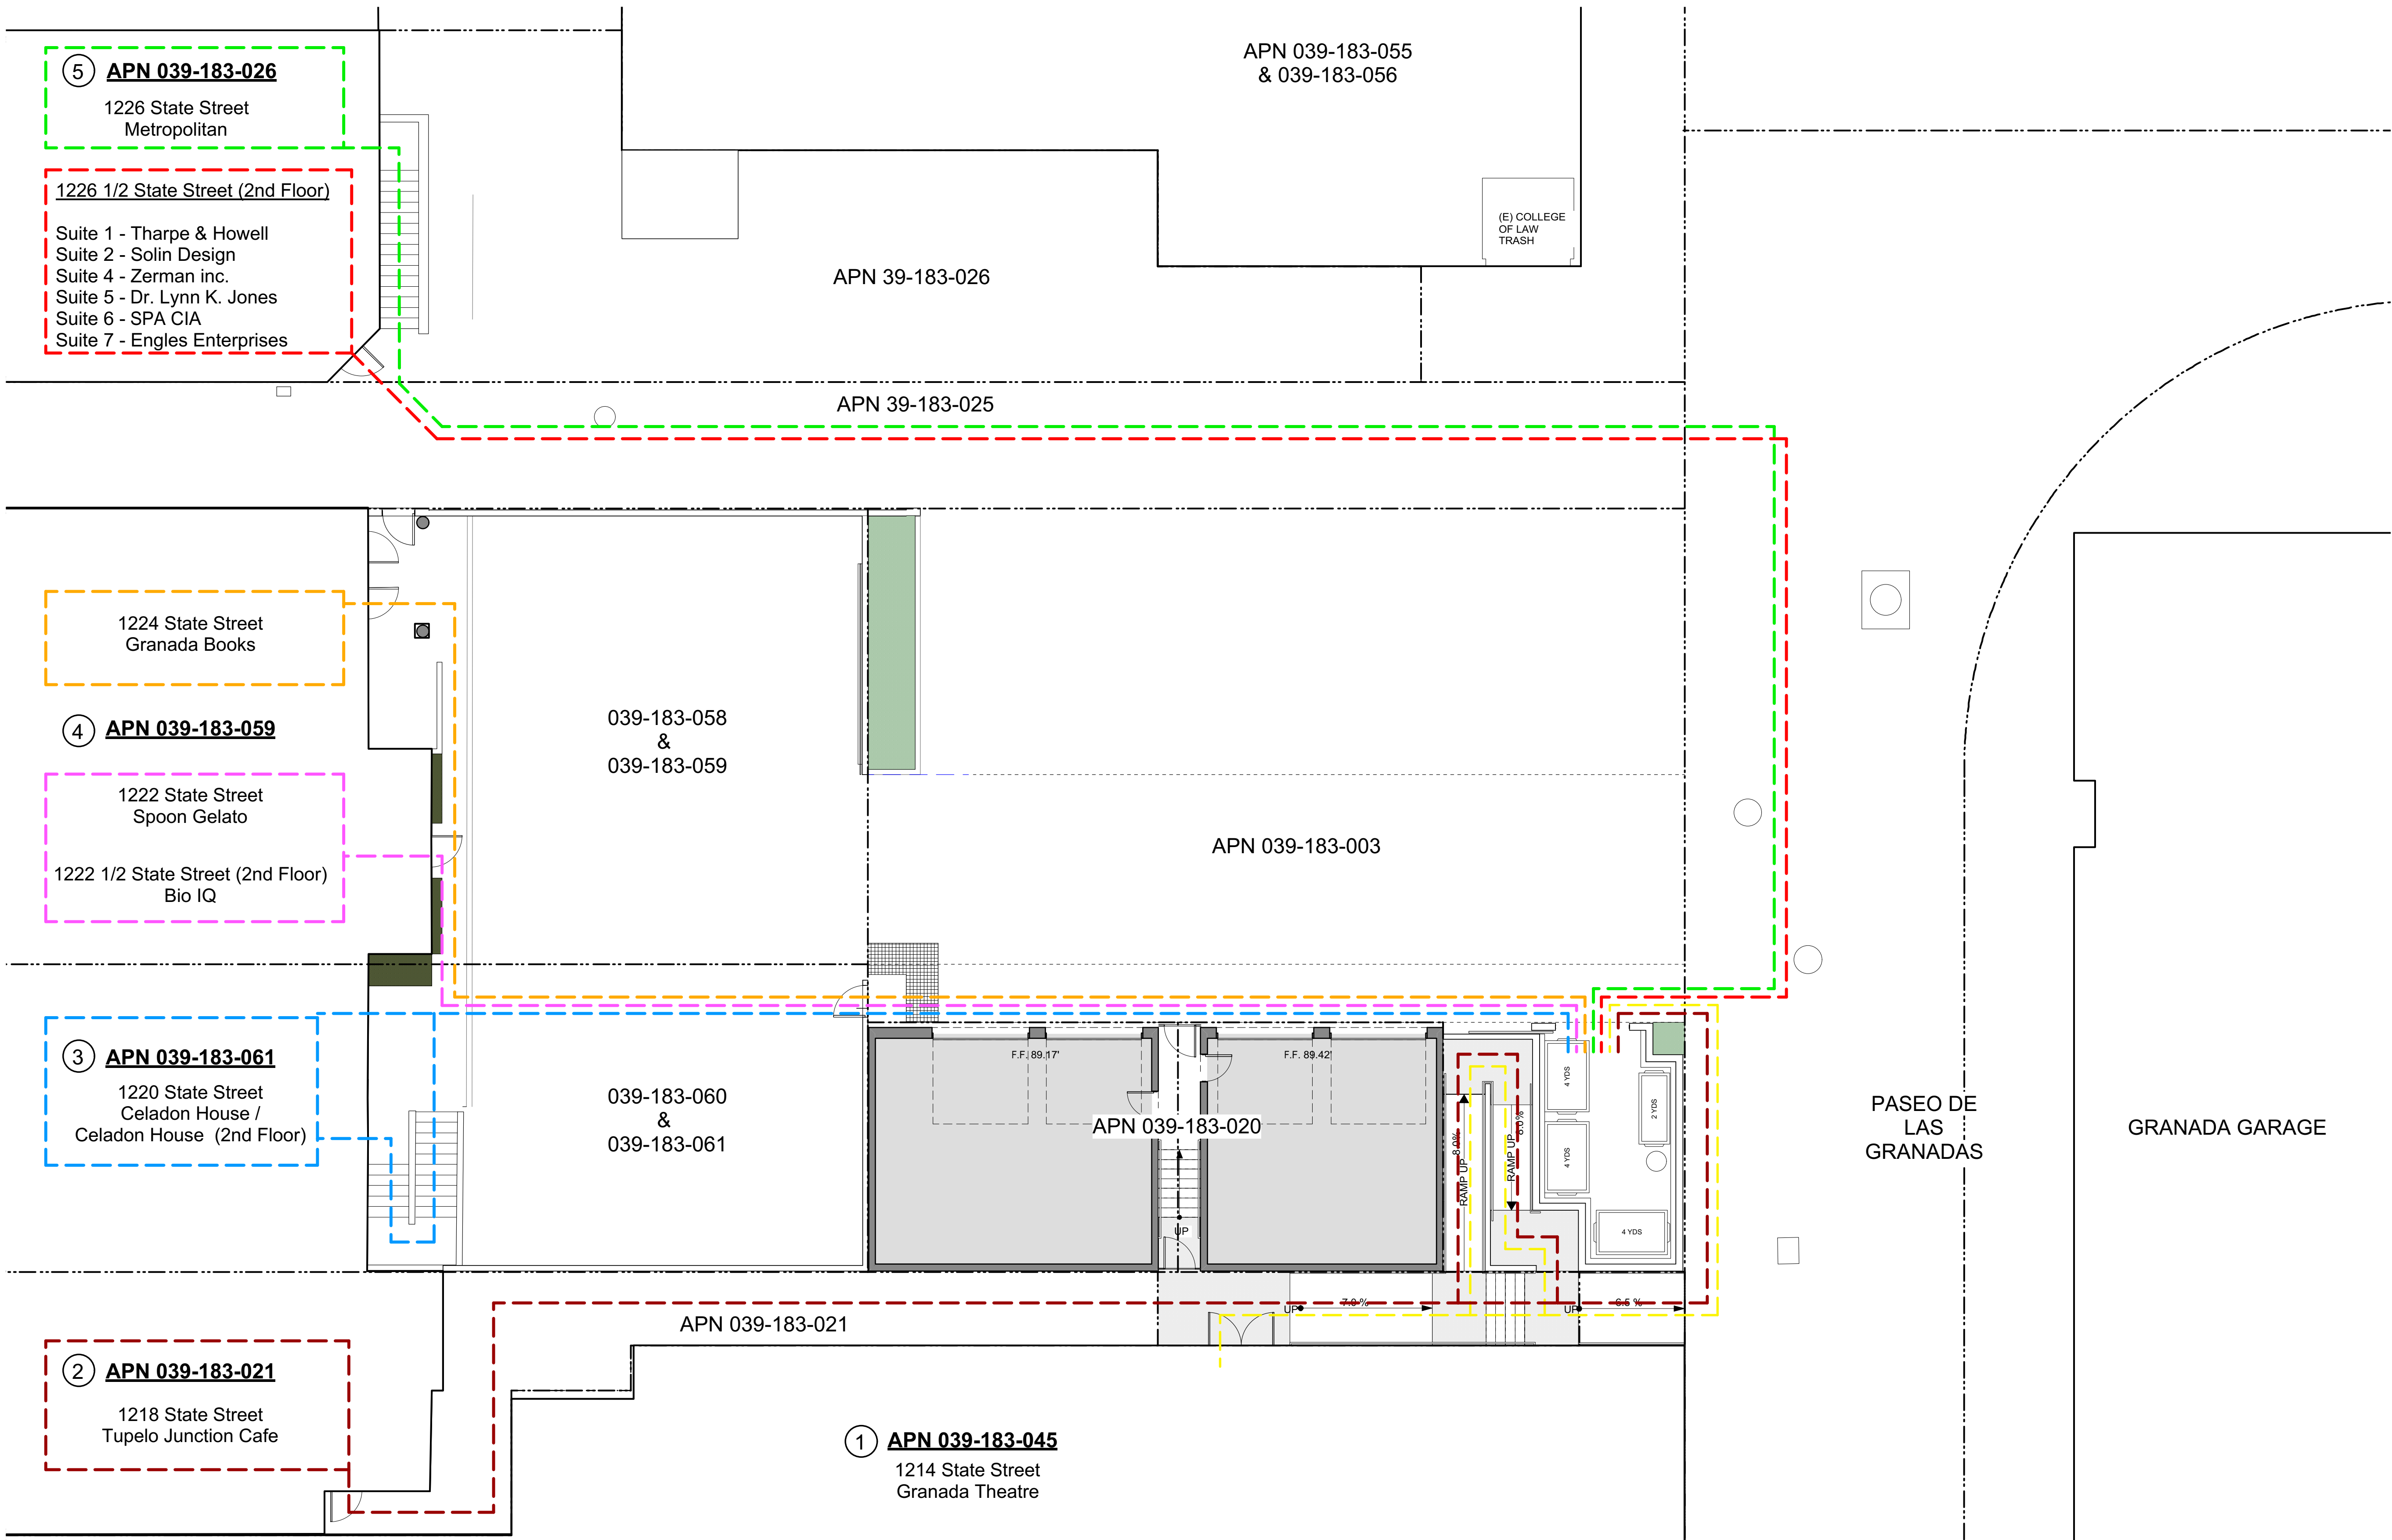 5 APN 039-183-026
1226 State Street
Metropolitan
1226 1/2 State Street (2nd Floor)
Suite 1 - Tharpe & Howell
Suite 2 - Solin Design
Suite 4 - Zerman inc.
Suite 5 - Dr. Lynn K. Jones
Suite 6 - SPA CIA
Suite 7 - Engles Enterprises
APN 039-183-055
& 039-183-056
(E) COLLEGE
OF LAW
TRASH
APN 39-183-026
APN 39-183-025
1224 State Street
Granada Books
4 APN 039-183-059
1222 State Street
Spoon Gelato
1222 1/2 State Street (2nd Floor)
Bio IQ
039-183-058
&
039-183-059
APN 039-183-003
3 APN 039-183-061
1220 State Street
Celadon House /
Celadon House (2nd Floor)
039-183-060
&
039-183-061
F.F. 89.17'
F.F. 89.42'
APN 039-183-020
UP
8.0%
RAMP UP
8.0%
RAMP UP
4 YDS
4 YDS
2 YDS
4 YDS
PASEO DE
LAS
GRANADAS
GRANADA GARAGE
UP
7.9 %
UP
6.5 %
APN 039-183-021
2 APN 039-183-021
1218 State Street
Tupelo Junction Cafe
1 APN 039-183-045
1214 State Street
Granada Theatre